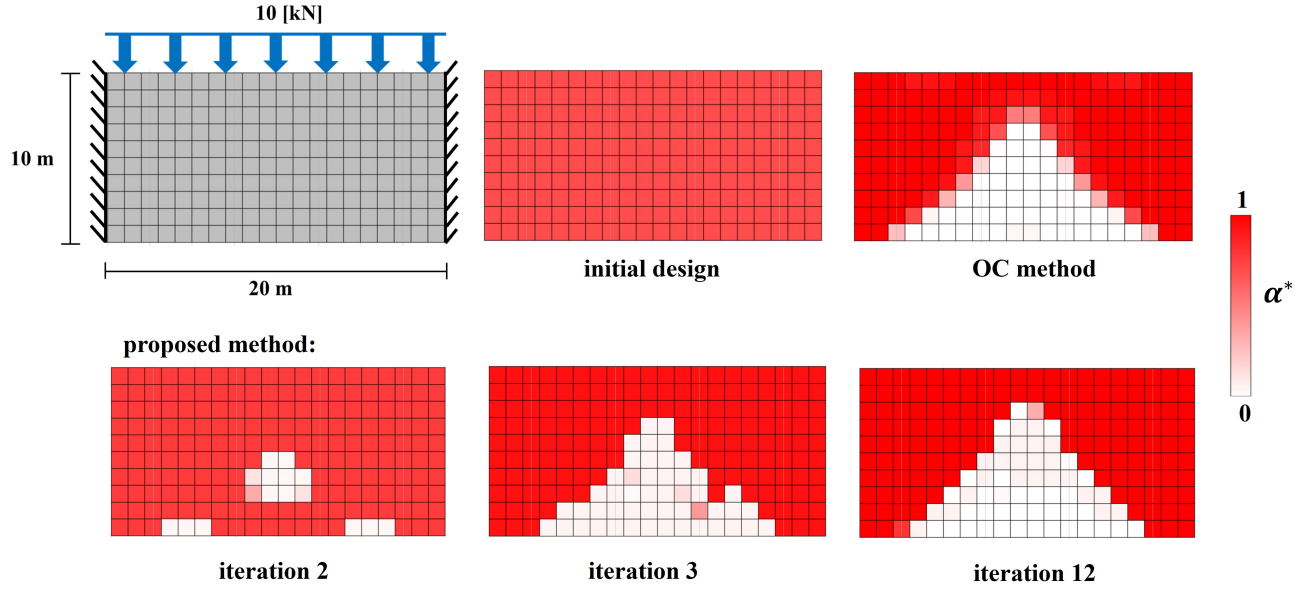 10 [kN]
10 m
20 m
initial design
OC method
1
α*
0
proposed method:
iteration 2
iteration 3
iteration 12